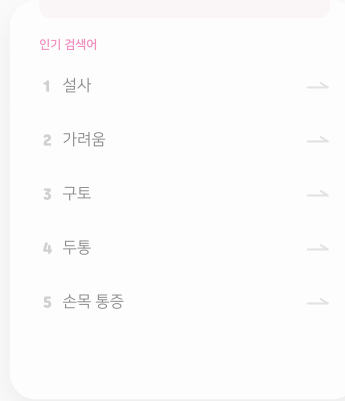 인기 검색어
1 설사
2 가려움
3 구토
4 두통
5 손목 통증